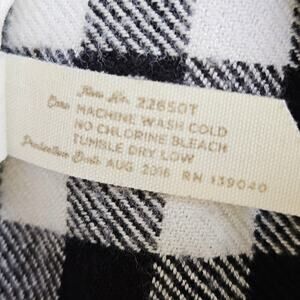 Item No. 22650T
Care MACHINE WASH COLD
NO CHLORINE BLEACH
TUMBLE DRY LOW
Production Date AUG 2016 RN 139040